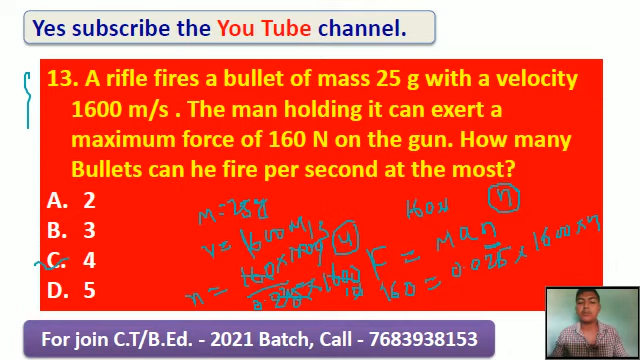 Yes subscribe the You Tube channel.
13. A rifle fires a bullet of mass 25 g with a velocity
1600 m/s . The man holding it can exert a
maximum force of 160 N on the gun. How many
Bullets can he fire per second at the most?
A. 2
B. 3
C. 4
D. 5
M = 25g
v = 1600 m/s
160N
n
4
F = man
160 = 0.025 × 1600 × n
For join C.T/B.Ed. - 2021 Batch, Call - 7683938153